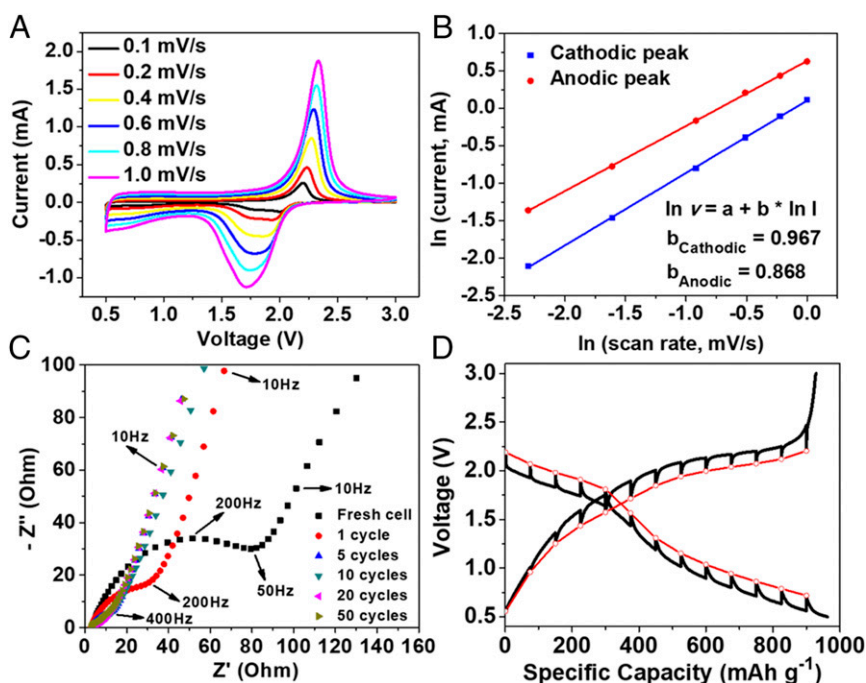 A
0.1 mV/s
0.2 mV/s
0.4 mV/s
0.6 mV/s
0.8 mV/s
1.0 mV/s
2.0
1.5
1.0
0.5
0.0
-0.5
-1.0
Current (mA)
0.5 1.0 1.5 2.0 2.5 3.0
Voltage (V)
B
Cathodic peak
Anodic peak
1.0
0.5
0.0
-0.5
-1.0
-1.5
-2.0
-2.5
ln (current, mA)
ln v = a + b * ln I
bCathodic = 0.967
bAnodic = 0.868
-2.5 -2.0 -1.5 -1.0 -0.5 0.0
ln (scan rate, mV/s)
C
100
80
60
40
20
0
- Z'' (Ohm)
10Hz
10Hz
200Hz
10Hz
50Hz
200Hz
400Hz
Fresh cell
1 cycle
5 cycles
10 cycles
20 cycles
50 cycles
0 20 40 60 80 100 120 140 160
Z' (Ohm)
D
3.0
2.5
2.0
1.5
1.0
0.5
Voltage (V)
0 200 400 600 800 1000
Specific Capacity (mAh g⁻¹)